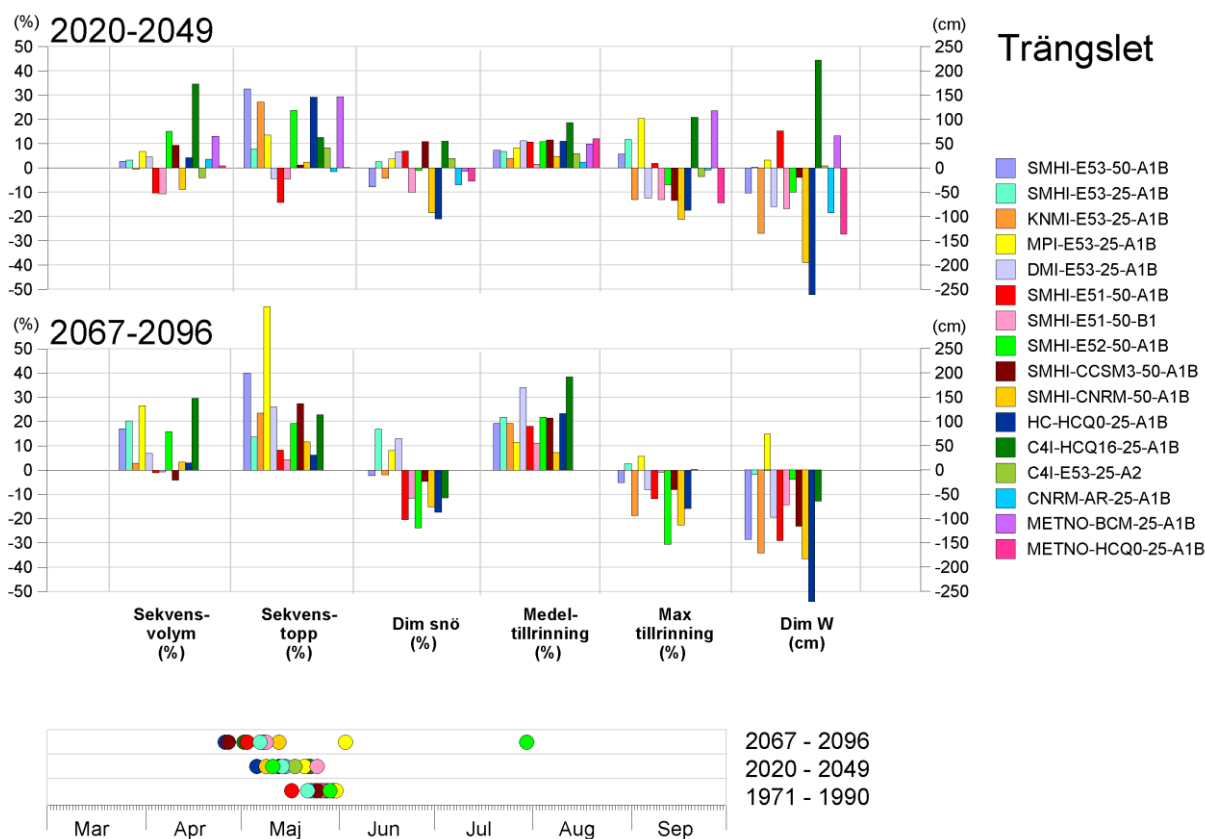 (%)
2020-2049
(cm)
Trängslet
50
40
30
20
10
0
-10
-20
-30
-40
-50
250
200
150
100
50
0
-50
-100
-150
-200
-250
(%)
2067-2096
(cm)
50
40
30
20
10
0
-10
-20
-30
-40
-50
250
200
150
100
50
0
-50
-100
-150
-200
-250
SMHI-E53-50-A1B
SMHI-E53-25-A1B
KNMI-E53-25-A1B
MPI-E53-25-A1B
DMI-E53-25-A1B
SMHI-E51-50-A1B
SMHI-E51-50-B1
SMHI-E52-50-A1B
SMHI-CCSM3-50-A1B
SMHI-CNRM-50-A1B
HC-HCQ0-25-A1B
C4I-HCQ16-25-A1B
C4I-E53-25-A2
CNRM-AR-25-A1B
METNO-BCM-25-A1B
METNO-HCQ0-25-A1B
Sekvens-
volym
(%)
Sekvens-
topp
(%)
Dim snö
(%)
Medel-
tillrinning
(%)
Max
tillrinning
(%)
Dim W
(cm)
2067 - 2096
2020 - 2049
1971 - 1990
Mar Apr Maj Jun Jul Aug Sep